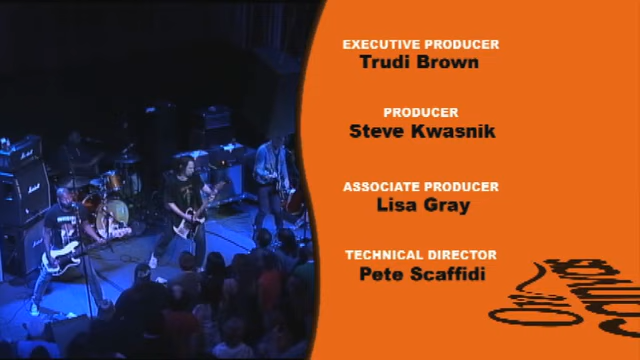 EXECUTIVE PRODUCER
Trudi Brown
PRODUCER
Steve Kwasnik
ASSOCIATE PRODUCER
Lisa Gray
TECHNICAL DIRECTOR
Pete Scaffidi